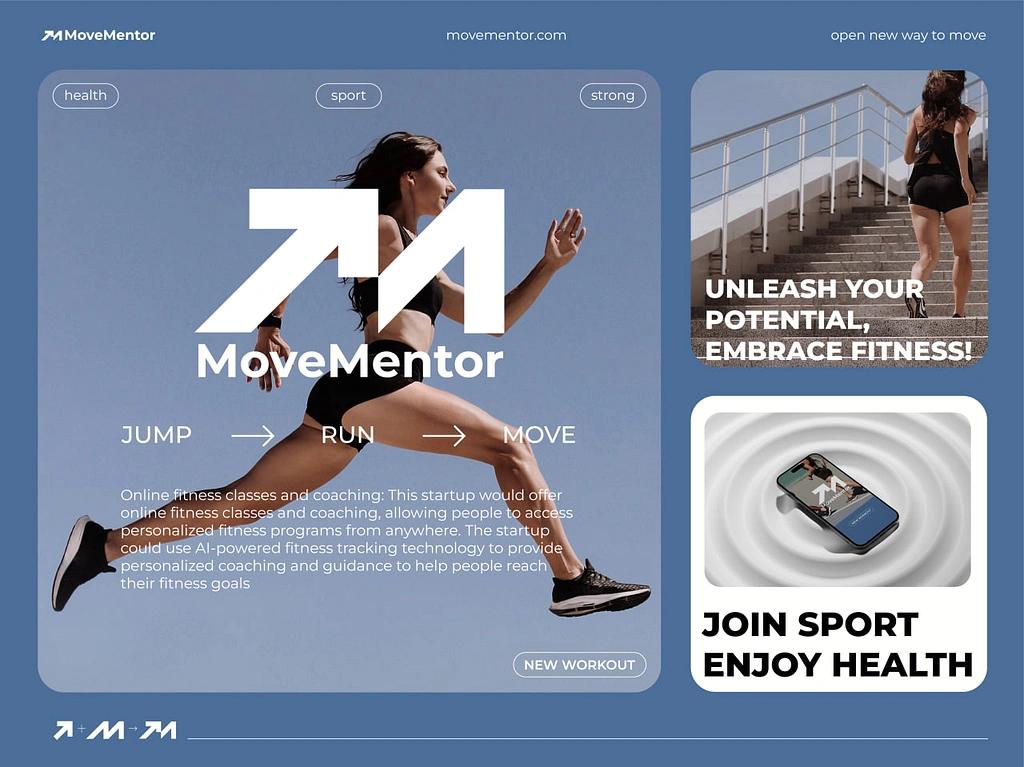 MoveMentor
movementor.com
open new way to move
health
sport
strong
MoveMentor
JUMP → RUN → MOVE
Online fitness classes and coaching: This startup would offer
online fitness classes and coaching, allowing people to access
personalized fitness programs from anywhere. The startup
could use AI-powered fitness tracking technology to provide
personalized coaching and guidance to help people reach
their fitness goals
NEW WORKOUT
UNLEASH YOUR
POTENTIAL,
EMBRACE FITNESS!
JOIN SPORT
ENJOY HEALTH